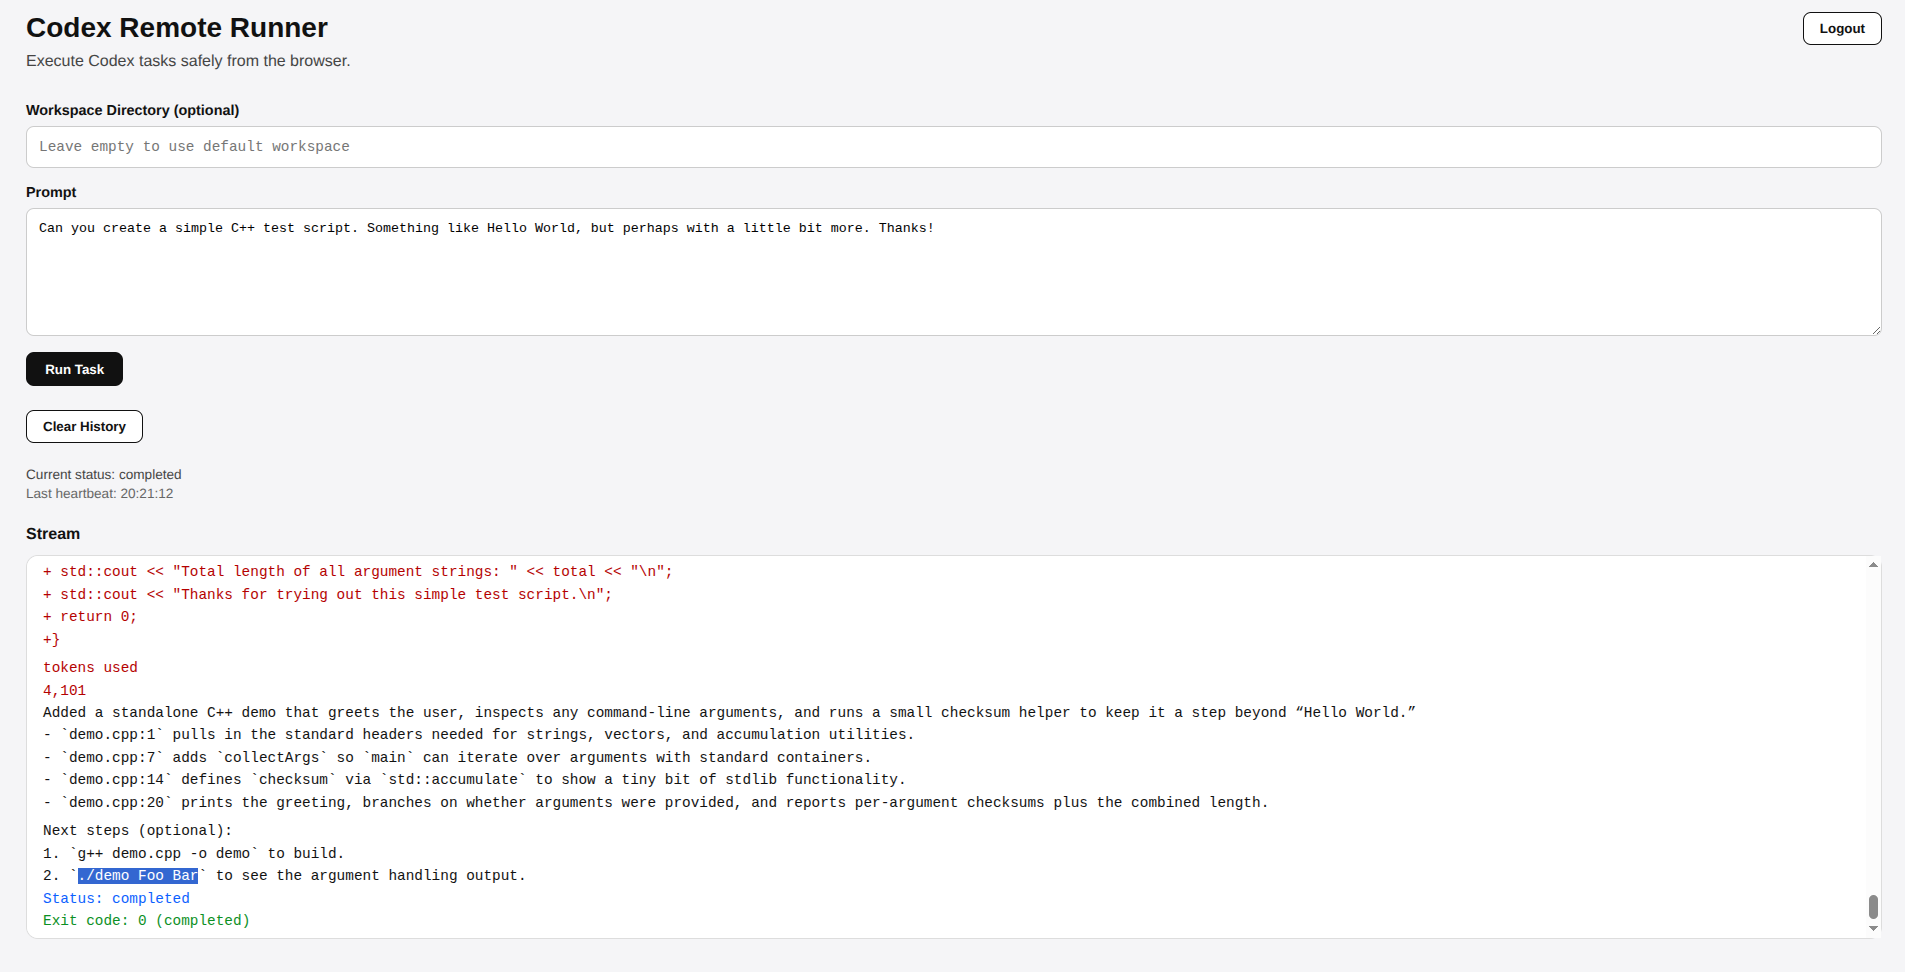 Codex Remote Runner
Logout
Execute Codex tasks safely from the browser.
Workspace Directory (optional)
Leave empty to use default workspace
Prompt
Can you create a simple C++ test script. Something like Hello World, but perhaps with a little bit more. Thanks!
Run Task
Clear History
Current status: completed
Last heartbeat: 20:21:12
Stream
+ std::cout << "Total length of all argument strings: " << total << "\n";
+ std::cout << "Thanks for trying out this simple test script.\n";
+ return 0;
+}
tokens used
4,101
Added a standalone C++ demo that greets the user, inspects any command-line arguments, and runs a small checksum helper to keep it a step beyond “Hello World.”
- `demo.cpp:1` pulls in the standard headers needed for strings, vectors, and accumulation utilities.
- `demo.cpp:7` adds `collectArgs` so `main` can iterate over arguments with standard containers.
- `demo.cpp:14` defines `checksum` via `std::accumulate` to show a tiny bit of stdlib functionality.
- `demo.cpp:20` prints the greeting, branches on whether arguments were provided, and reports per-argument checksums plus the combined length.
Next steps (optional):
1. `g++ demo.cpp -o demo` to build.
2. `./demo Foo Bar` to see the argument handling output.
Status: completed
Exit code: 0 (completed)